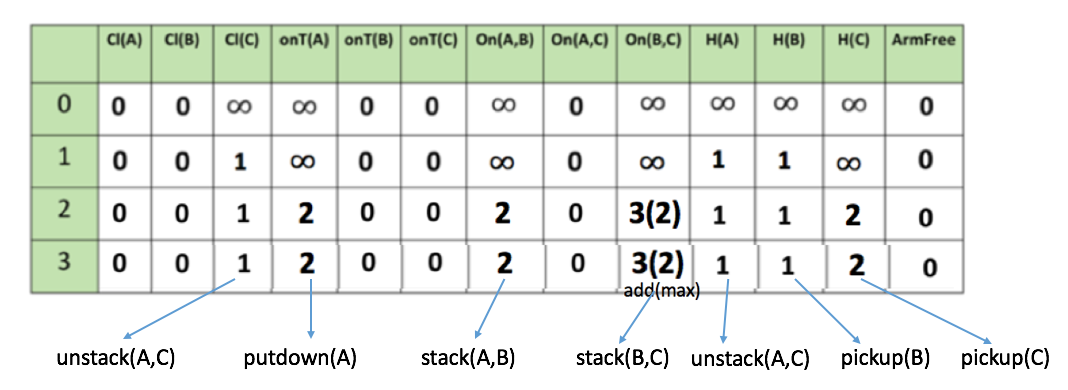 Cl(A) Cl(B) Cl(C) onT(A) onT(B) onT(C) On(A,B) On(A,C) On(B,C) H(A) H(B) H(C) ArmFree
0 0 0 ∞ ∞ 0 0 ∞ 0 ∞ ∞ ∞ ∞ 0
1 0 0 1 ∞ 0 0 ∞ 0 ∞ 1 1 ∞ 0
2 0 0 1 2 0 0 2 0 3(2) 1 1 2 0
3 0 0 1 2 0 0 2 0 3(2) 1 1 2 0
add(max)
unstack(A,C) putdown(A) stack(A,B) stack(B,C) unstack(A,C) pickup(B) pickup(C)